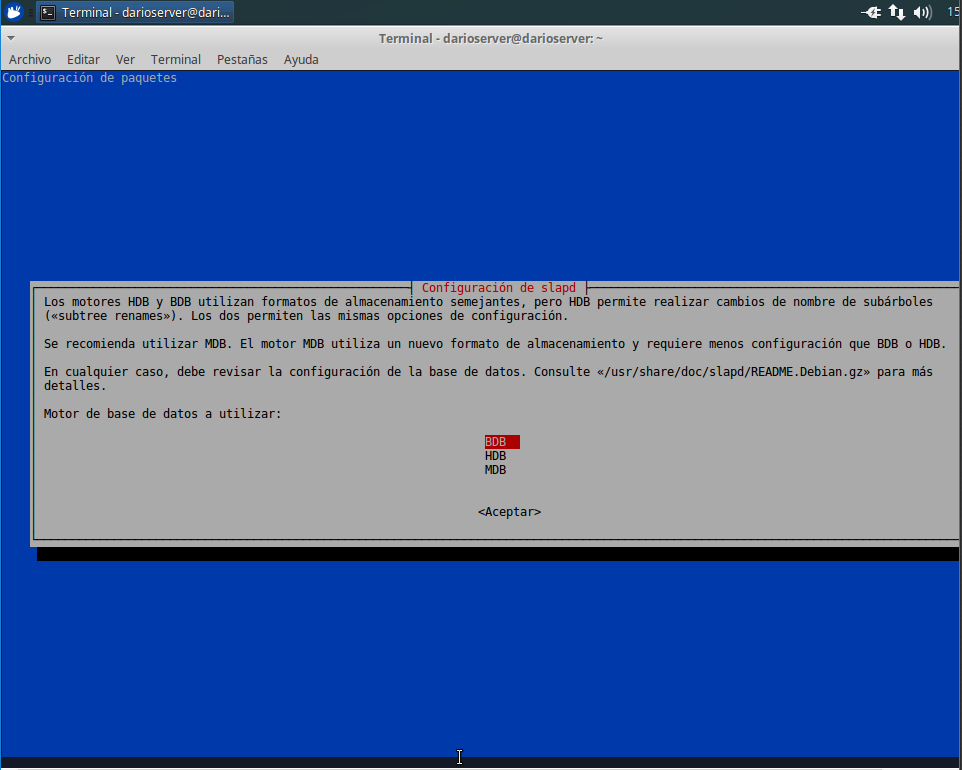 Terminal - darioserver@dari...
15
Terminal - darioserver@darioserver: ~
Archivo Editar Ver Terminal Pestañas Ayuda
Configuración de paquetes
Configuración de slapd
Los motores HDB y BDB utilizan formatos de almacenamiento semejantes, pero HDB permite realizar cambios de nombre de subárboles
(«subtree renames»). Los dos permiten las mismas opciones de configuración.
Se recomienda utilizar MDB. El motor MDB utiliza un nuevo formato de almacenamiento y requiere menos configuración que BDB o HDB.
En cualquier caso, debe revisar la configuración de la base de datos. Consulte «/usr/share/doc/slapd/README.Debian.gz» para más
detalles.
Motor de base de datos a utilizar:
BDB
HDB
MDB
<Aceptar>